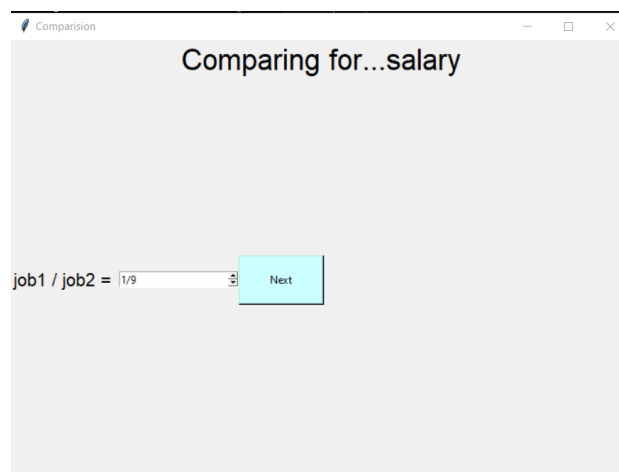 Comparision
Comparing for...salary
job1 / job2 = 1/9 Next